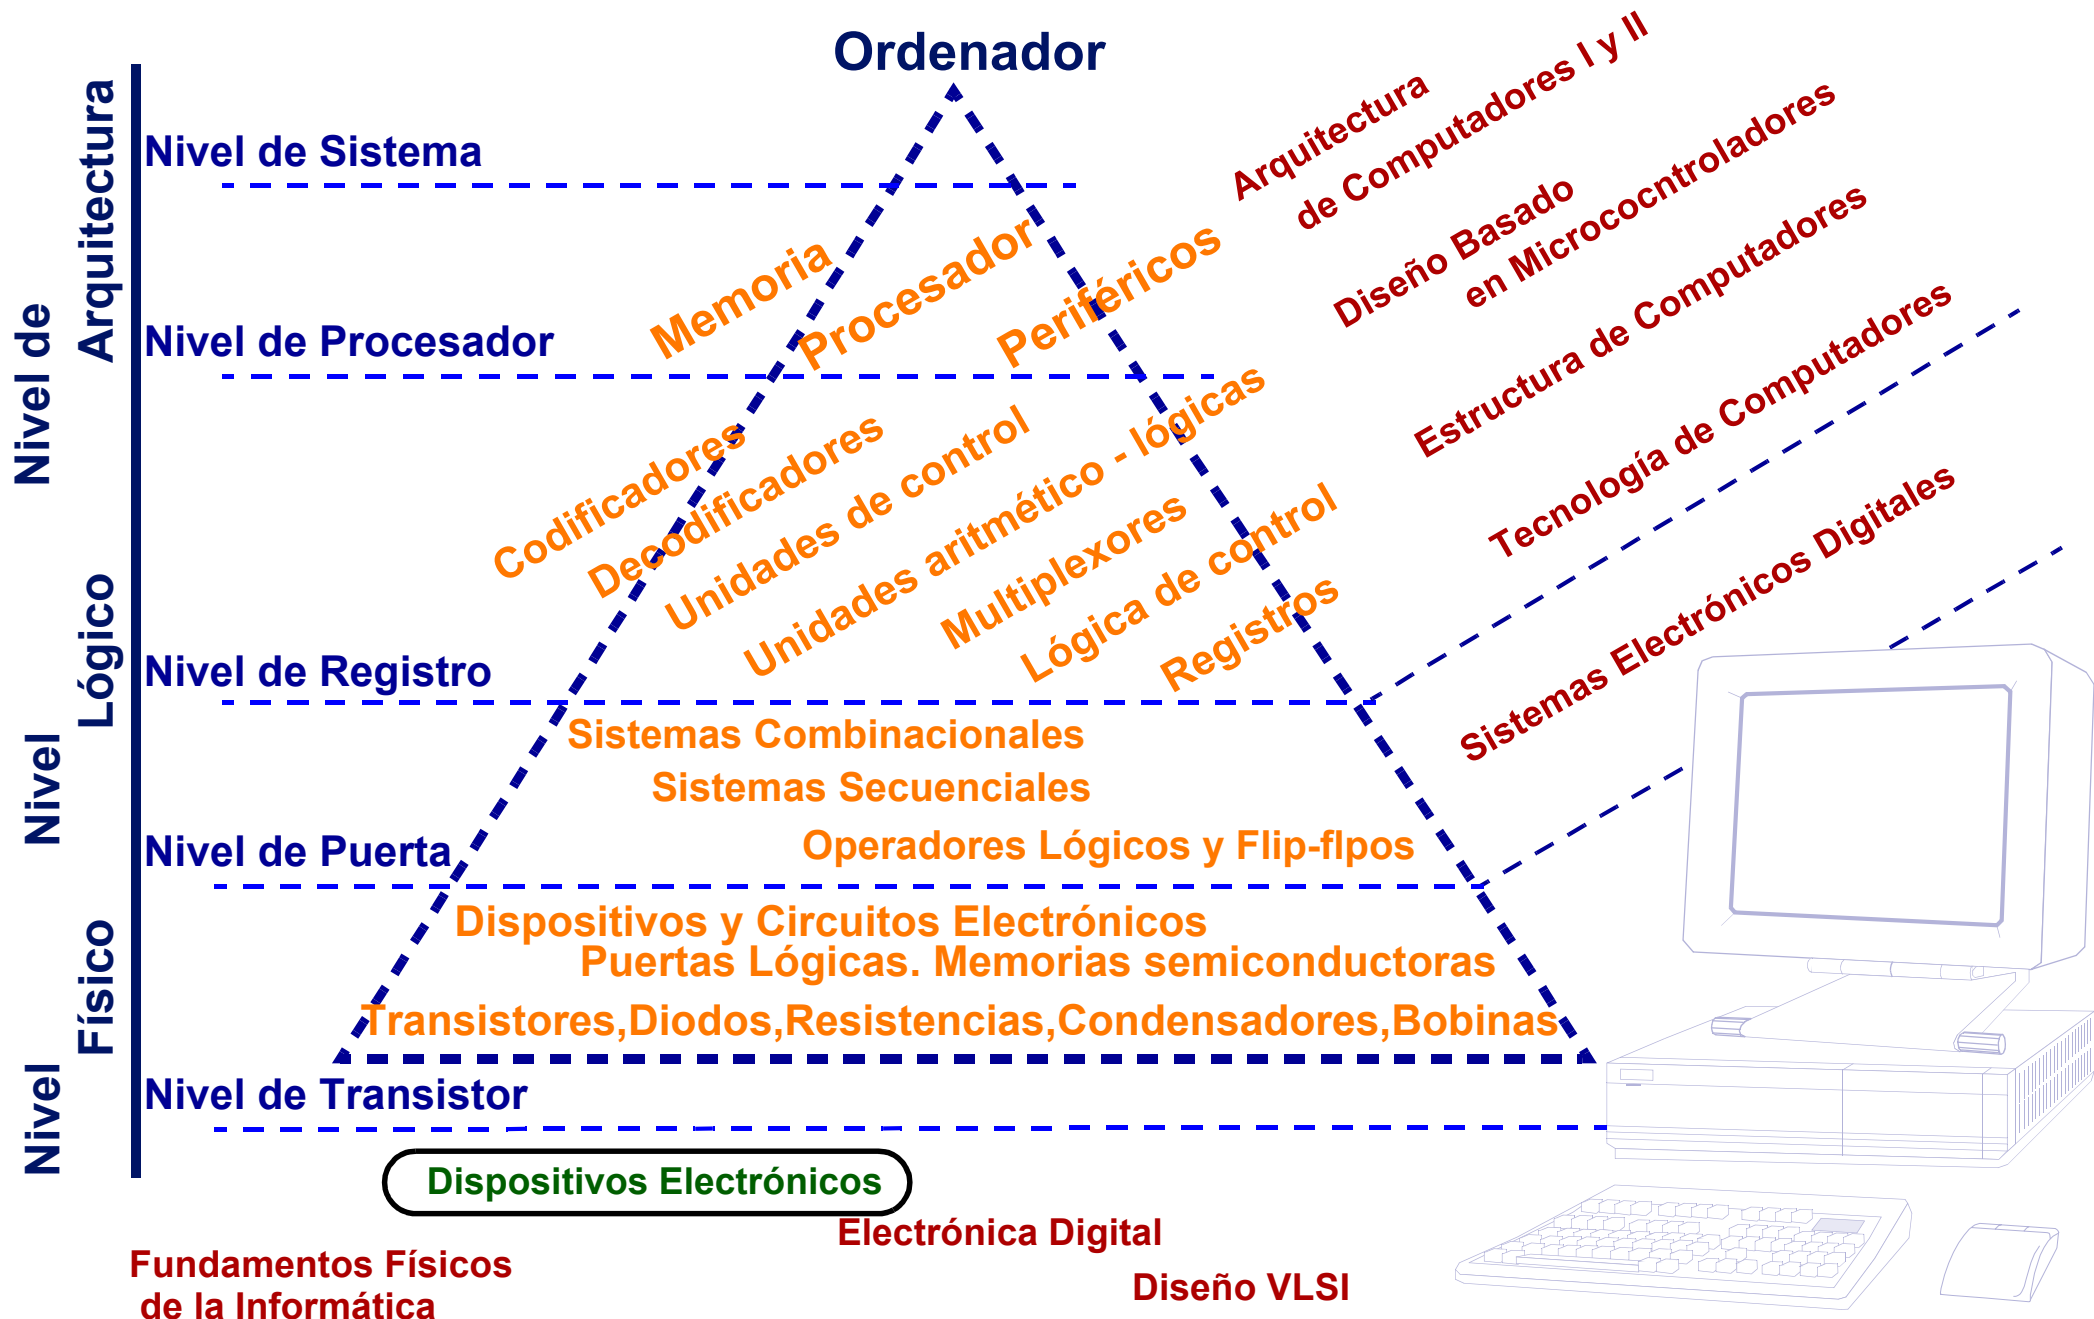 Ordenador
Nivel de
Arquitectura
Nivel
Lógico
Nivel
Físico
Nivel de Sistema
Memoria
Procesador
Periféricos
Nivel de Procesador
Codificadores
Decodificadores
Unidades de control
Unidades aritmético - lógicas
Multiplexores
Lógica de control
Registros
Nivel de Registro
Sistemas Combinacionales
Sistemas Secuenciales
Operadores Lógicos y Flip-flpos
Nivel de Puerta
Dispositivos y Circuitos Electrónicos
Puertas Lógicas. Memorias semiconductoras
Transistores,Diodos,Resistencias,Condensadores,Bobinas
Nivel de Transistor
Arquitectura
de Computadores I y II
Diseño Basado
en Micrococntroladores
Estructura de Computadores
Tecnología de Computadores
Sistemas Electrónicos Digitales
Dispositivos Electrónicos
Electrónica Digital
Fundamentos Físicos
de la Informática
Diseño VLSI